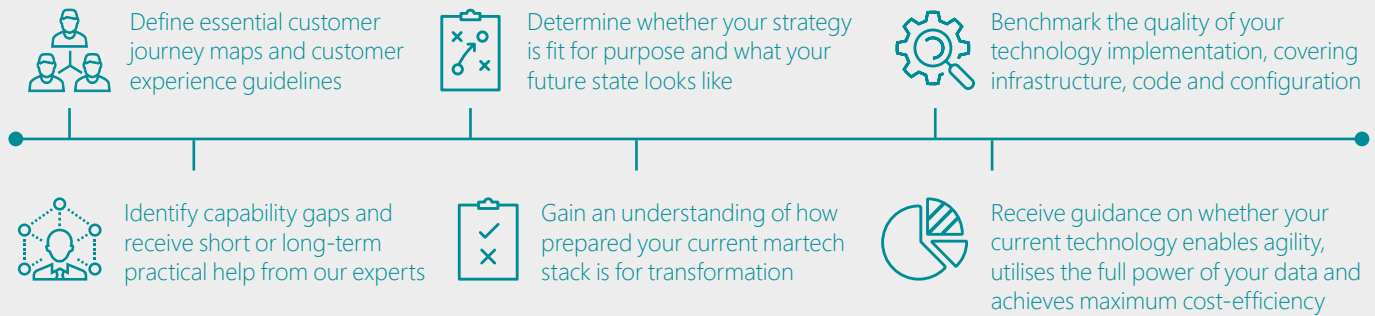 Define essential customer
journey maps and customer
experience guidelines
Determine whether your strategy
is fit for purpose and what your
future state looks like
Benchmark the quality of your
technology implementation, covering
infrastructure, code and configuration
Identify capability gaps and
receive short or long-term
practical help from our experts
Gain an understanding of how
prepared your current martech
stack is for transformation
Receive guidance on whether your
current technology enables agility,
utilises the full power of your data and
achieves maximum cost-efficiency